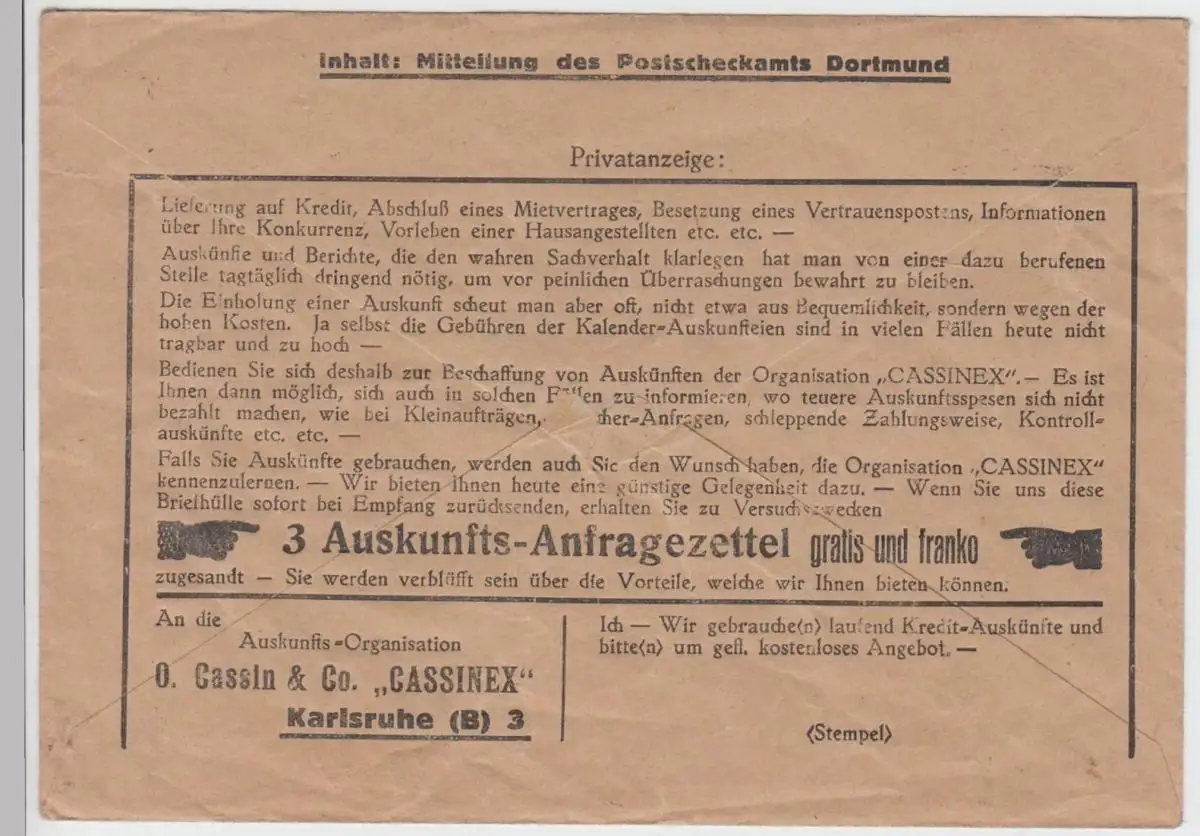 Inhalt: Mitteilung des Postscheckamts Dortmund
Privatanzeige:
Lieferung auf Kredit, Abschluß eines Mietvertrages, Besetzung eines Vertrauenspostens, Informationen
über Ihre Konkurrenz, Vorleben einer Hausangestellten etc. etc. —
Auskünfte und Berichte, die den wahren Sachverhalt klarlegen hat man von einer dazu berufenen
Stelle tagtäglich dringend nötig, um vor peinlichen Überraschungen bewahrt zu bleiben.
Die Einholung einer Auskunft scheut man aber oft, nicht etwa aus Bequemlichkeit, sondern wegen der
hohen Kosten. Ja selbst die Gebühren der Kalender-Auskunfteien sind in vielen Fällen heute nicht
tragbar und zu hoch —
Bedienen Sie sich deshalb zur Beschaffung von Auskünften der Organisation „CASSINEX“. — Es ist
Ihnen dann möglich, sich auch in solchen Fällen zu informieren, wo teuere Auskunftsspesen sich nicht
bezahlt machen, wie bei Kleinaufträgen, cher-Anfragen, schleppende Zahlungsweise, Kontroll-
auskünfte etc. etc. —
Falls Sie Auskünfte gebrauchen, werden auch Sie den Wunsch haben, die Organisation „CASSINEX“
kennenzulernen. — Wir bieten Ihnen heute eine günstige Gelegenheit dazu. — Wenn Sie uns diese
Briefhülle sofort bei Empfang zurücksenden, erhalten Sie zu Versuchszwecken
3 Auskunfts-Anfragezettel gratis und franko
zugesandt — Sie werden verblüfft sein über die Vorteile, welche wir Ihnen bieten können.
An die
Auskunfts-Organisation
O. Cassin & Co. „CASSINEX“
Karlsruhe (B) 3
Ich — Wir gebrauche(n) laufend Kredit-Auskünfte und
bitte(n) um gefl. kostenloses Angebot. —
(Stempel)